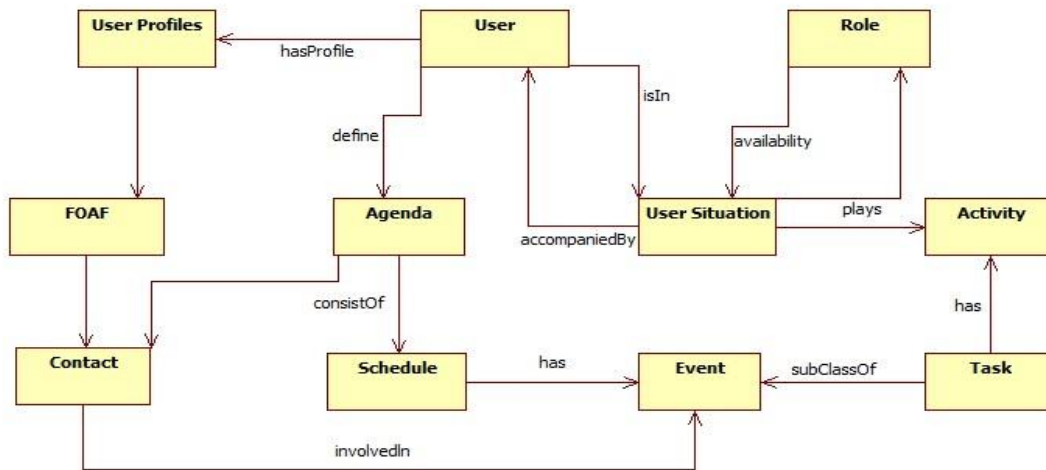 User Profiles
User
Role
hasProfile
isIn
define
availability
FOAF
Agenda
User Situation
plays
Activity
accompaniedBy
consistOf
has
Contact
Schedule
has
Event
subClassOf
Task
involvedIn